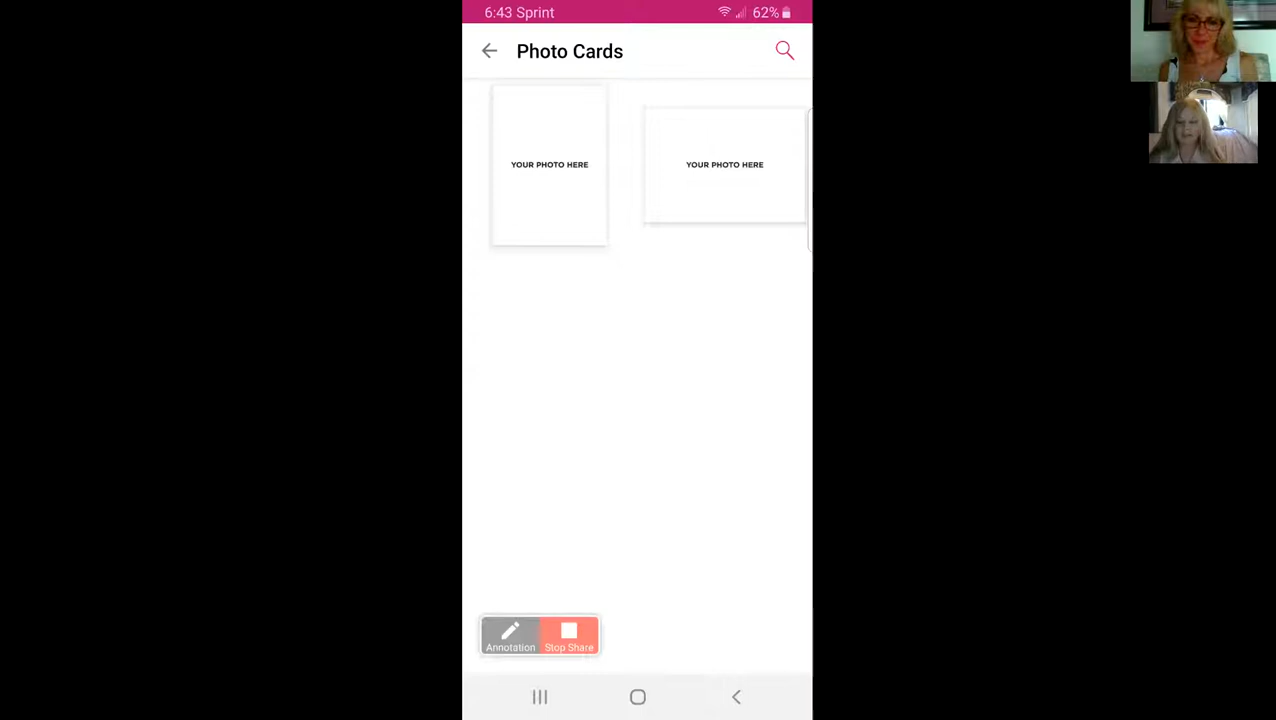 6:43 Sprint 62%
Photo Cards
YOUR PHOTO HERE
YOUR PHOTO HERE
Annotation
Stop Share